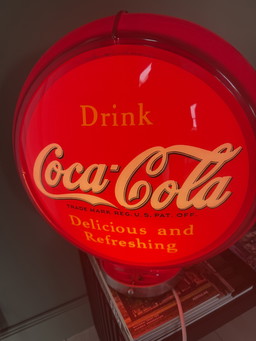 Drink
Coca-Cola
TRADE MARK REG. U.S. PAT. OFF.
Delicious and
Refreshing